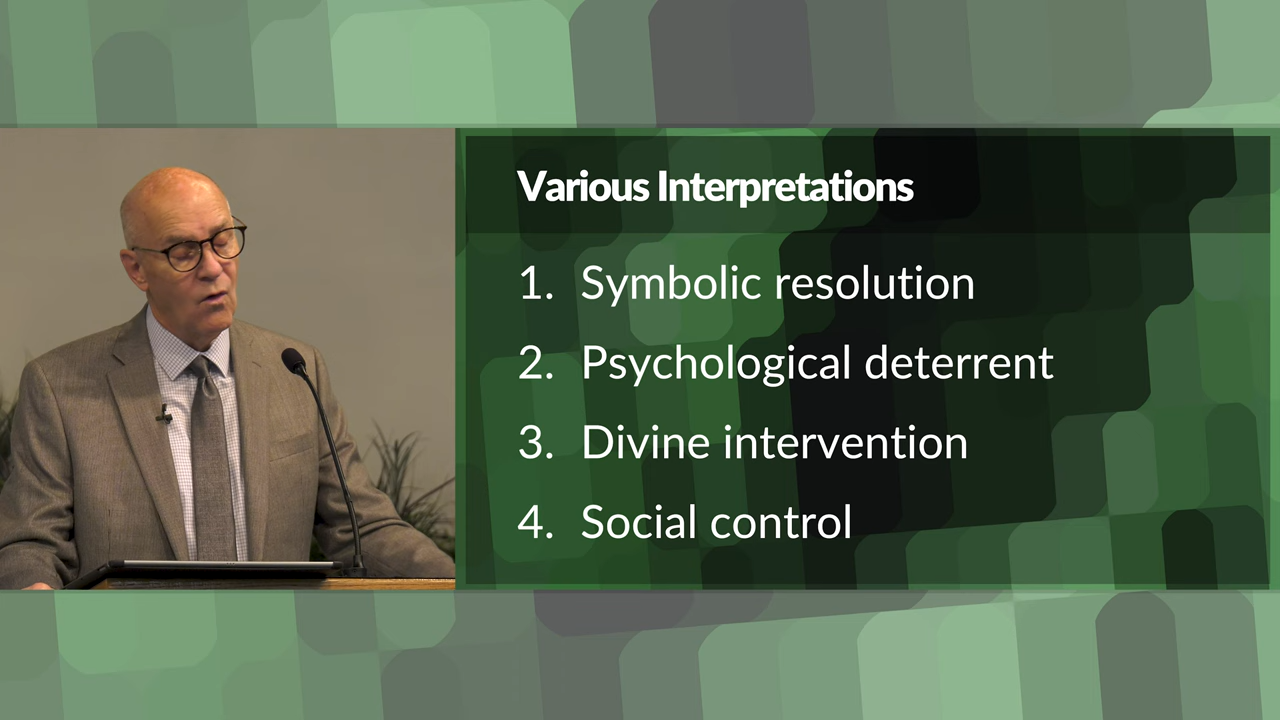 Various Interpretations
1. Symbolic resolution
2. Psychological deterrent
3. Divine intervention
4. Social control